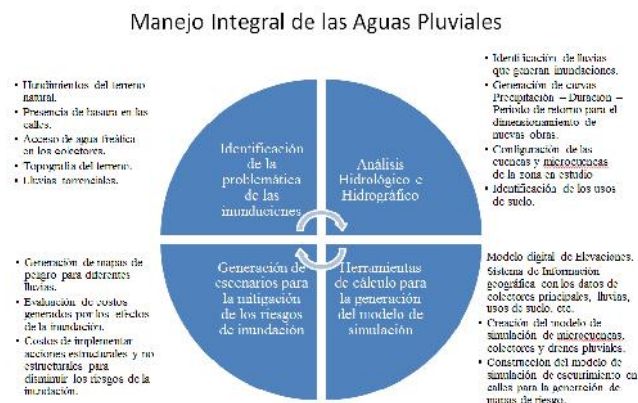 Manejo Integral de las Aguas Pluviales
• Hundimientos del terreno
natural.
• Presencia de basura en las
calles.
• Acceso de agua freática
en los colectores.
• Topografía del terreno.
• Lluvias torrenciales.
Identificación
de la
problemática
de las
inundaciones
Análisis
Hidrológico e
Hidrográfico
• Identificación de lluvias
que generan inundaciones.
• Generación de curvas
Precipitación – Duración –
Periodo de retorno para el
dimensionamiento de
nuevas obras.
• Configuración de las
cuencas y microcuencas
de la zona en estudio
• Identificación de los usos
de suelo.
• Generación de mapas de
peligro para diferentes
lluvias.
• Evaluación de costos
generados por los efectos
de la inundación.
• Costos de implementar
acciones estructurales y no
estructurales para
disminuir los riesgos de la
inundación.
Generación de
escenarios para
la mitigación
de los riesgos
de inundación
Herramientas
de cálculo para
la generación
del modelo de
simulación
Modelo digital de Elevaciones.
Sistema de Información
geográfica con los datos de
colectores principales, lluvias,
usos de suelo, etc.
• Creación del modelo de
simulación de microcuencas,
colectores y drenes pluviales.
• Construcción del modelo de
simulación de escurrimiento en
calles para la generación de
mapas de riesgo.